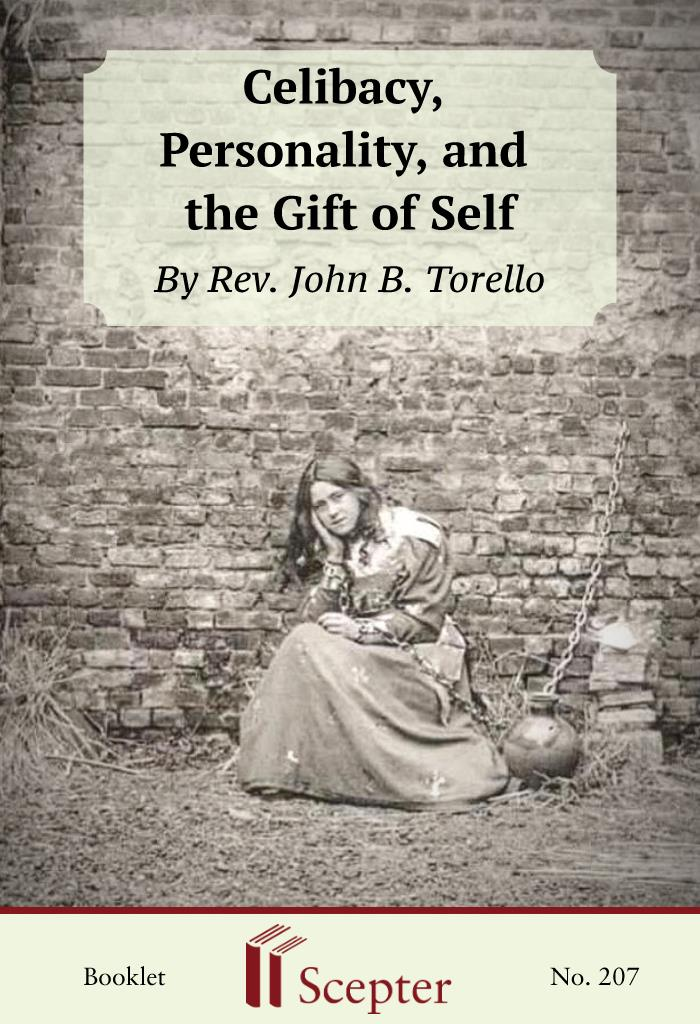 Celibacy,
Personality, and
the Gift of Self
By Rev. John B. Torello
Booklet
Scepter
No. 207